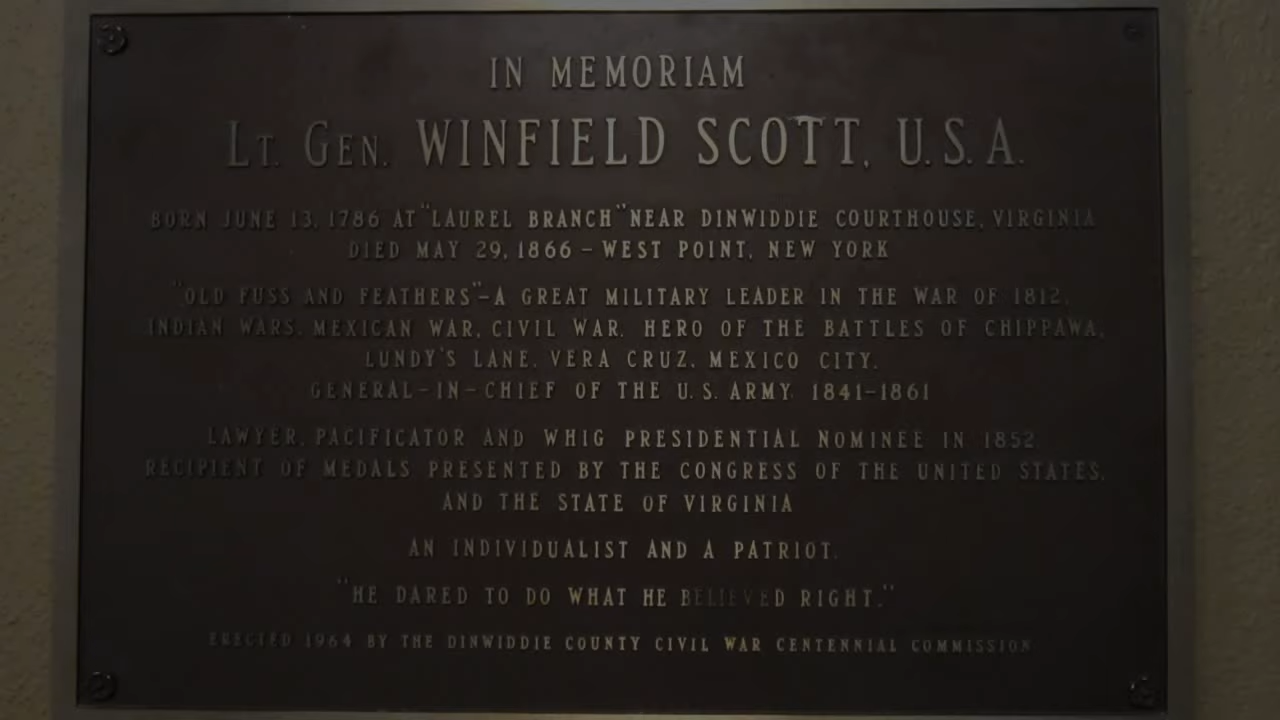 IN MEMORIAM
LT. GEN. WINFIELD SCOTT, U.S.A.
BORN JUNE 13, 1786 AT "LAUREL BRANCH" NEAR DINWIDDIE COURTHOUSE, VIRGINIA
DIED MAY 29, 1866 – WEST POINT, NEW YORK
"OLD FUSS AND FEATHERS" – A GREAT MILITARY LEADER IN THE WAR OF 1812,
INDIAN WARS, MEXICAN WAR, CIVIL WAR. HERO OF THE BATTLES OF CHIPPAWA,
LUNDY'S LANE, VERA CRUZ, MEXICO CITY.
GENERAL–IN–CHIEF OF THE U.S. ARMY 1841–1861
LAWYER, PACIFICATOR AND WHIG PRESIDENTIAL NOMINEE IN 1852
RECIPIENT OF MEDALS PRESENTED BY THE CONGRESS OF THE UNITED STATES,
AND THE STATE OF VIRGINIA
AN INDIVIDUALIST AND A PATRIOT.
"HE DARED TO DO WHAT HE BELIEVED RIGHT."
ERECTED 1964 BY THE DINWIDDIE COUNTY CIVIL WAR CENTENNIAL COMMISSION